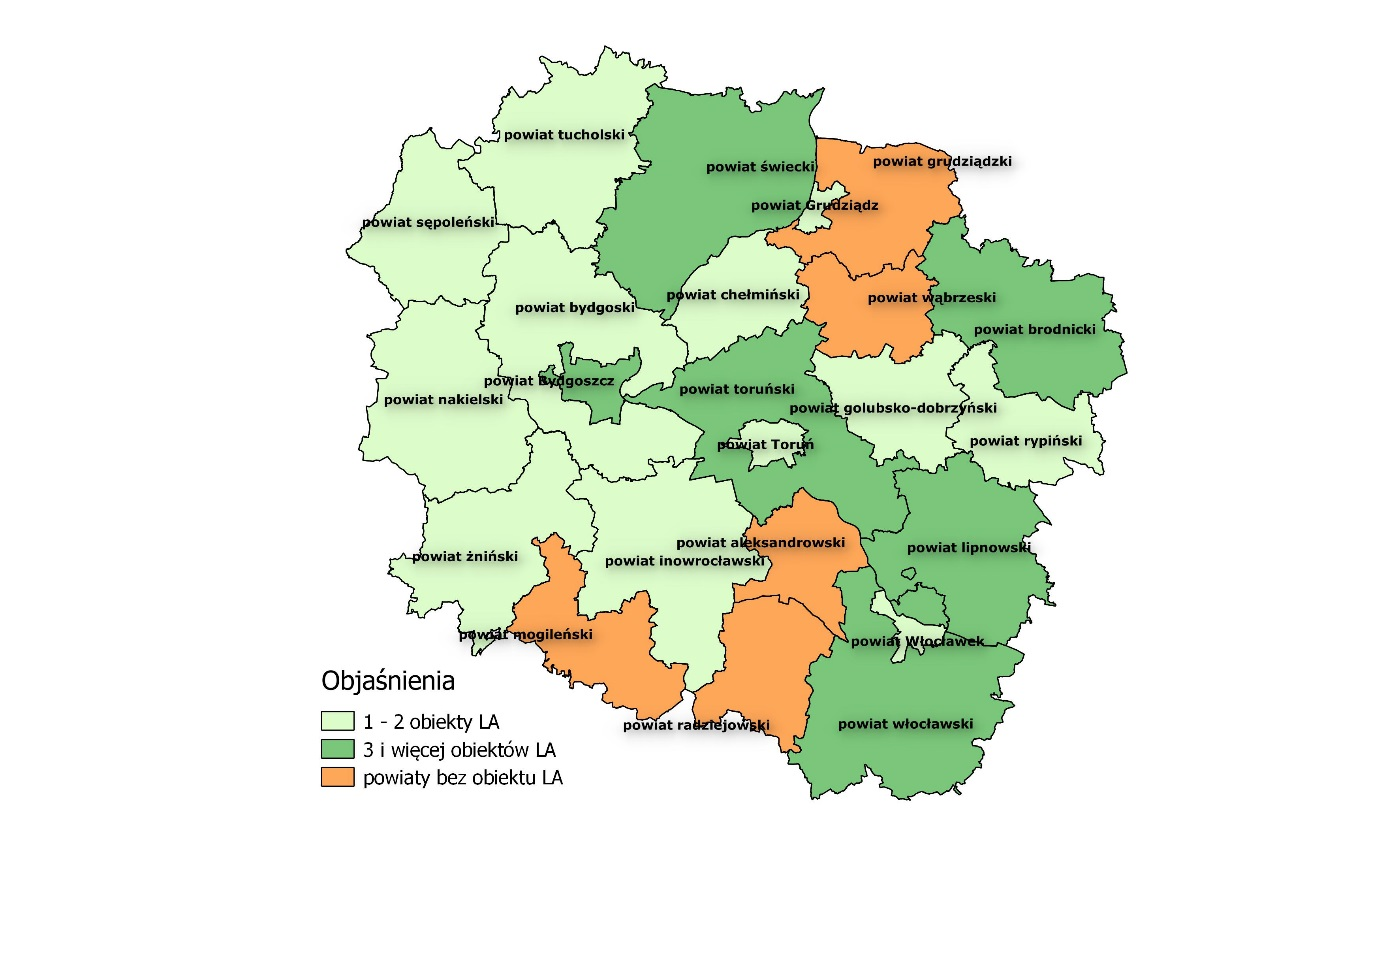 powiat tucholski
powiat grudziądzki
powiat świecki
powiat Grudziądz
powiat sępoleński
powiat chełmiński
powiat wąbrzeski
powiat bydgoski
powiat brodnicki
powiat Bydgoszcz
powiat toruński
powiat nakielski
powiat golubsko-dobrzyński
powiat rypiński
powiat Toruń
powiat aleksandrowski
powiat lipnowski
powiat żniński
powiat inowrocławski
powiat mogileński
powiat Włocławek
powiat radziejowski
powiat włocławski
Objaśnienia
1 - 2 obiekty LA
3 i więcej obiektów LA
powiaty bez obiektu LA